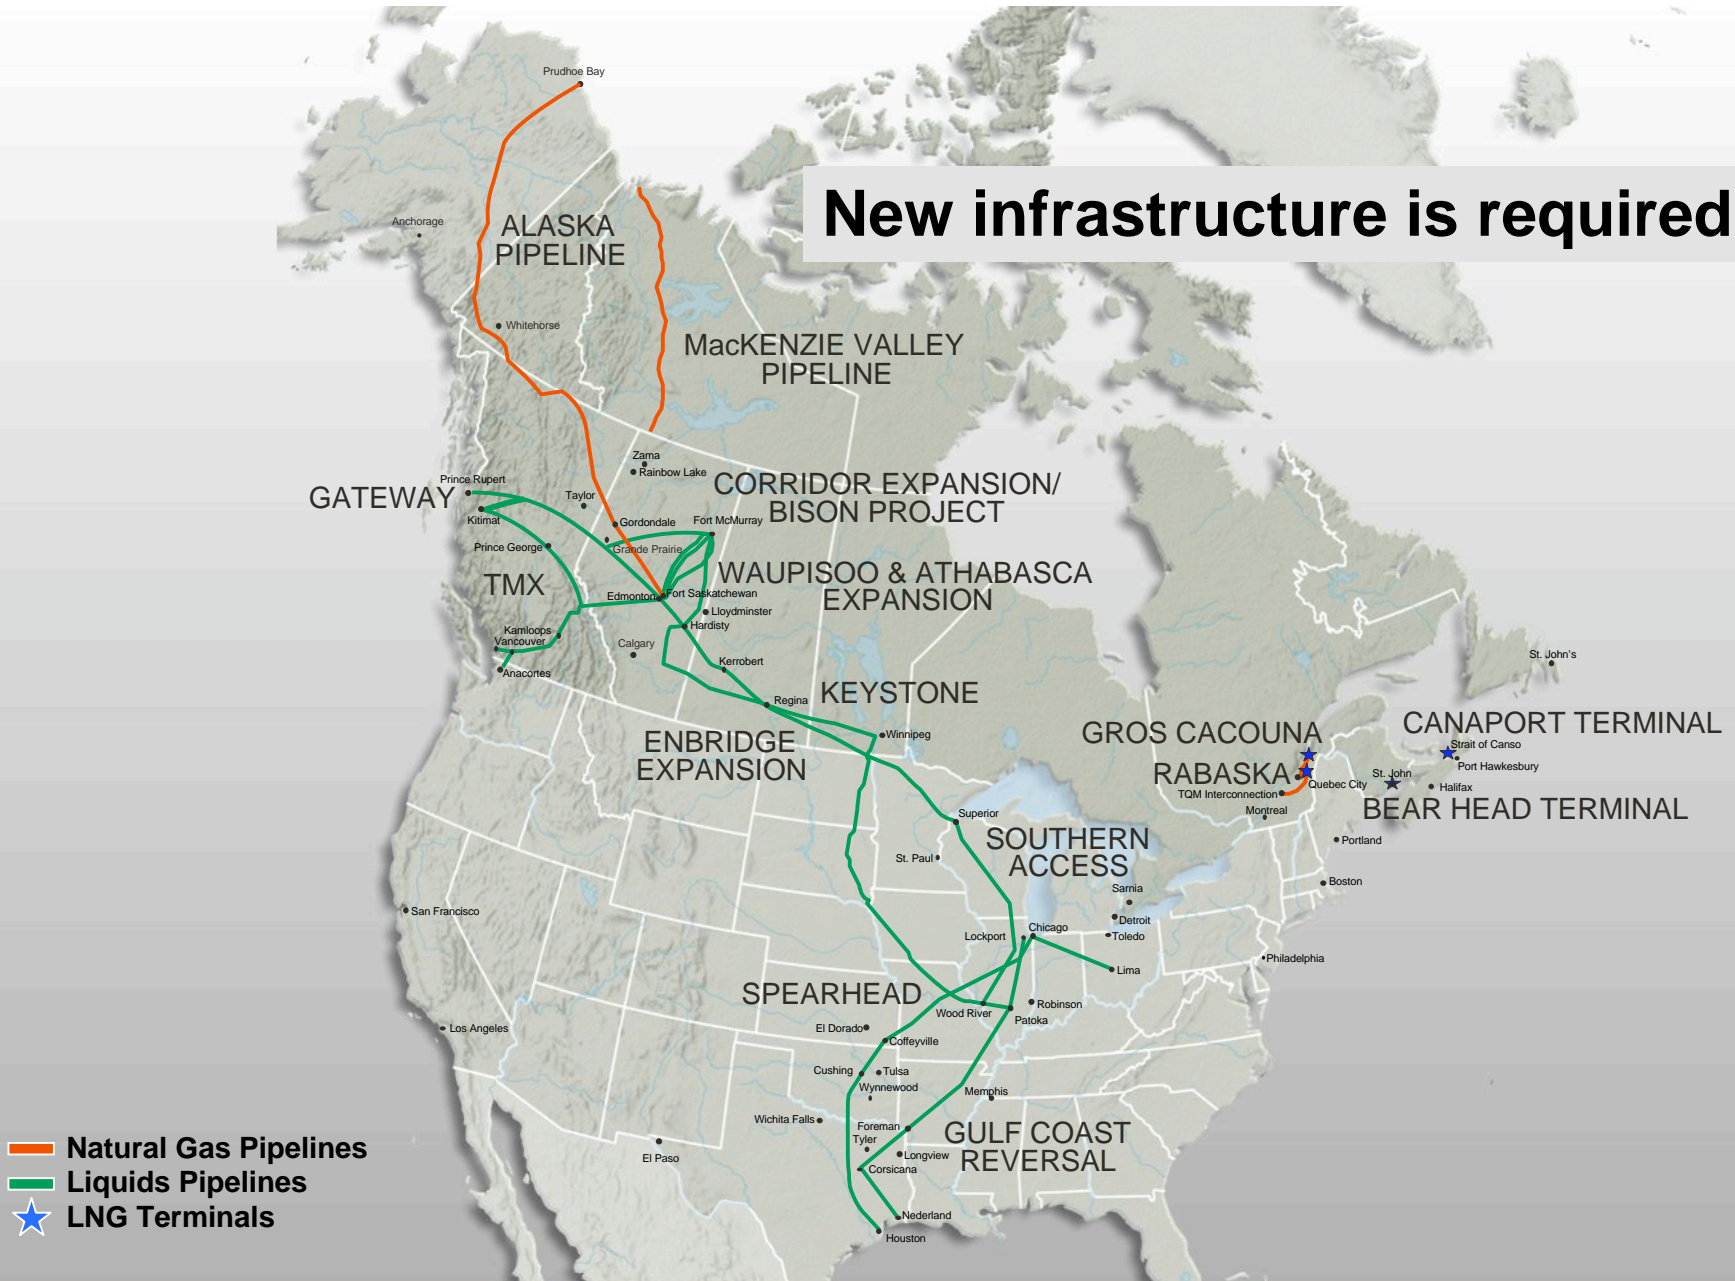 Prudhoe Bay
New infrastructure is required
Anchorage
ALASKA
PIPELINE
Whitehorse
MacKENZIE VALLEY
PIPELINE
Zama
Rainbow Lake
CORRIDOR EXPANSION/
BISON PROJECT
GATEWAY
Prince Rupert
Kitimat
Taylor
Gordondale
Fort McMurray
Prince George
Grande Prairie
TMX
WAUPISOO & ATHABASCA
EXPANSION
Edmonton
Fort Saskatchewan
Lloydminster
Hardisty
Kamloops
Vancouver
Calgary
Anacortes
Kerrobert
St. John's
Regina
KEYSTONE
Winnipeg
ENBRIDGE
EXPANSION
GROS CACOUNA
CANAPORT TERMINAL
Strait of Canso
Port Hawkesbury
RABASKA
St. John
Quebec City
Halifax
TQM Interconnection
Montreal
BEAR HEAD TERMINAL
Superior
SOUTHERN
ACCESS
St. Paul
Portland
Sarnia
Boston
San Francisco
Detroit
Lockport
Chicago
Toledo
Philadelphia
Lima
SPEARHEAD
Robinson
Wood River
Patoka
Los Angeles
El Dorado
Coffeyville
Cushing
Tulsa
Wynnewood
Memphis
Wichita Falls
Foreman
Tyler
GULF COAST
REVERSAL
Longview
Corsicana
El Paso
Nederland
Houston
Natural Gas Pipelines
Liquids Pipelines
LNG Terminals